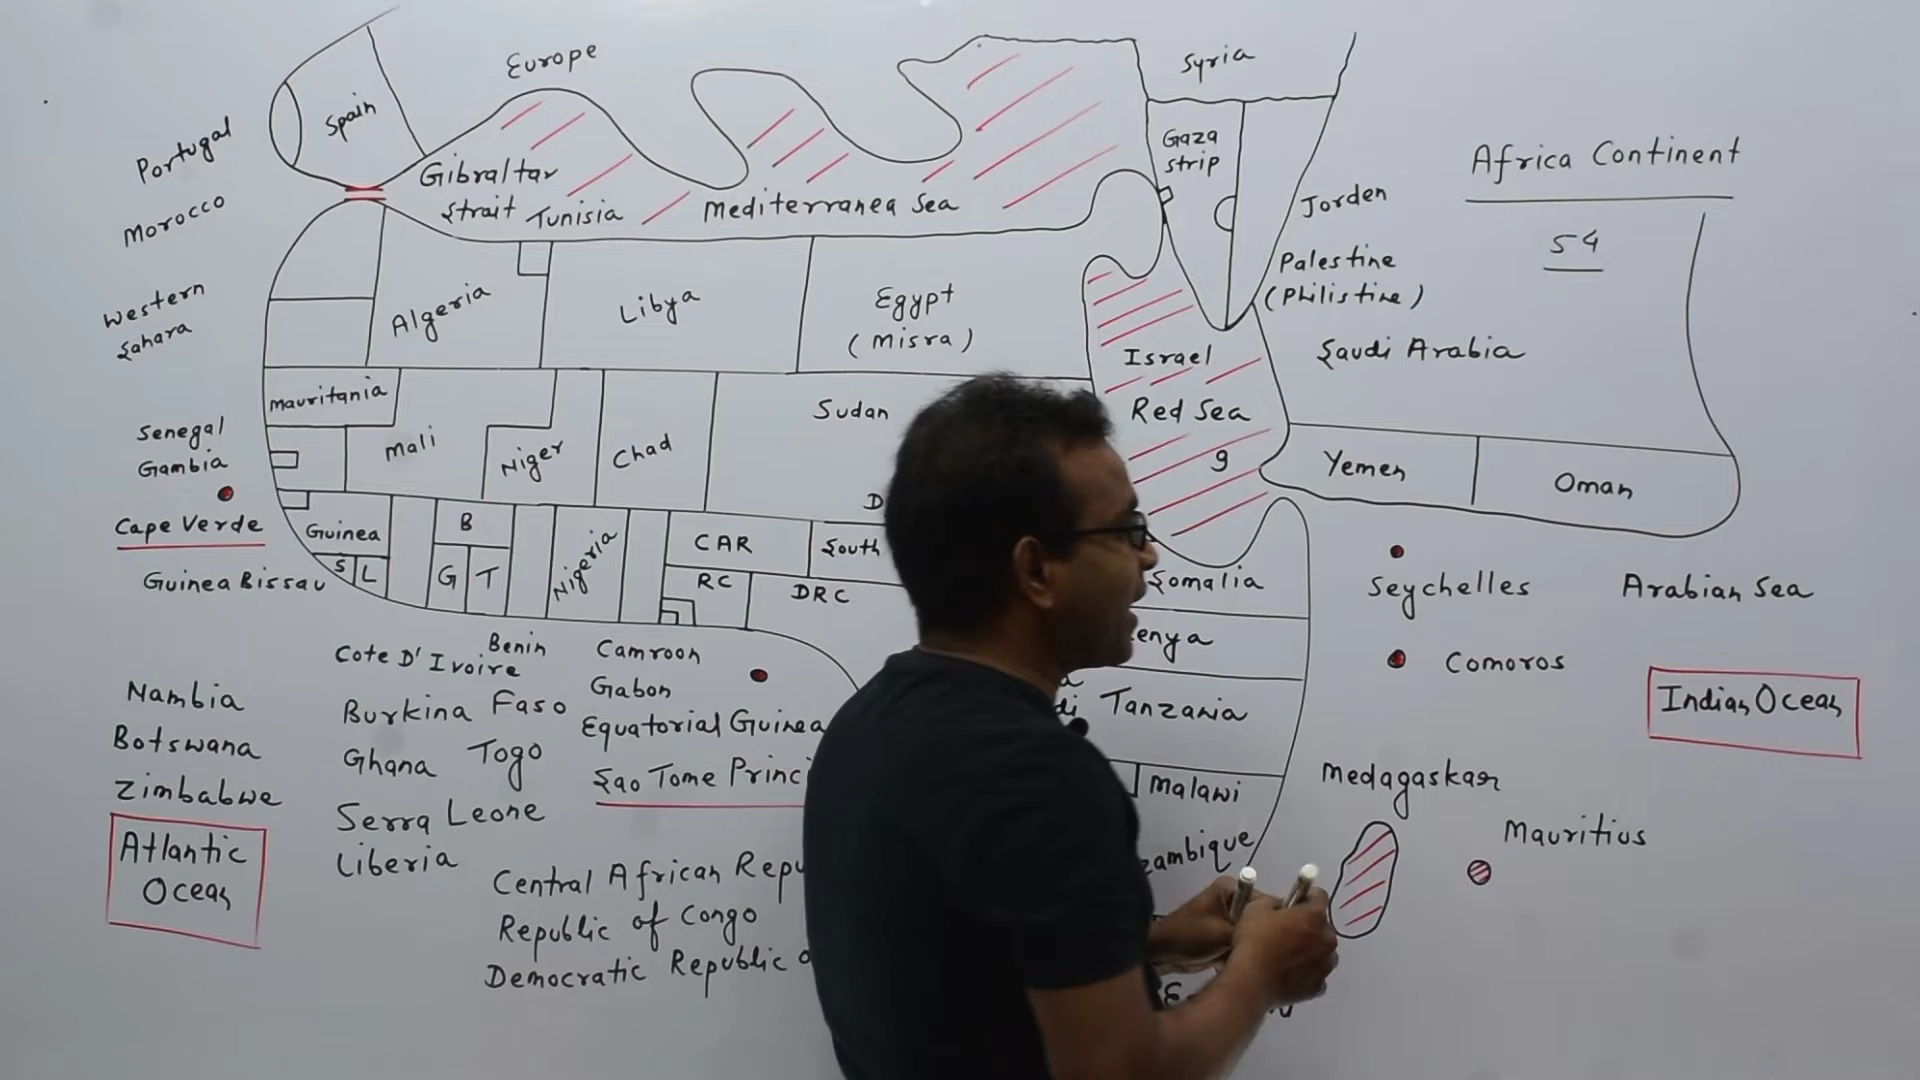 Europe
Syria
Spain
Portugal
Gaza
strip
Africa Continent
54
Gibraltar
Strait
Tunisia
Mediterranea Sea
Jorden
Morocco
Palestine
(Philistine)
Western
Sahara
Algeria
Libya
Egypt
(Misra)
Israel
Saudi Arabia
Mauritania
Mali
Niger
Chad
Sudan
Red Sea
g
Yemen
Oman
Senegal
Gambia
Cape Verde
Guinea Bissau
Guinea
S
L
B
G
T
Nigeria
CAR
South
RC
DRC
D
Somalia
enya
Tanzania
di
Malawi
zambique
Seychelles
Arabian Sea
Comoros
Indian Ocean
Medagaskar
Mauritius
Nambia
Botswana
Zimbabwe
Atlantic
Ocean
Benin
Cote D'Ivoire
Burkina Faso
Ghana Togo
Serra Leone
Liberia
Camroon
Gabon
Equatorial Guinea
Sao Tome Princi
Central African Repu
Republic of Congo
Democratic Republic o